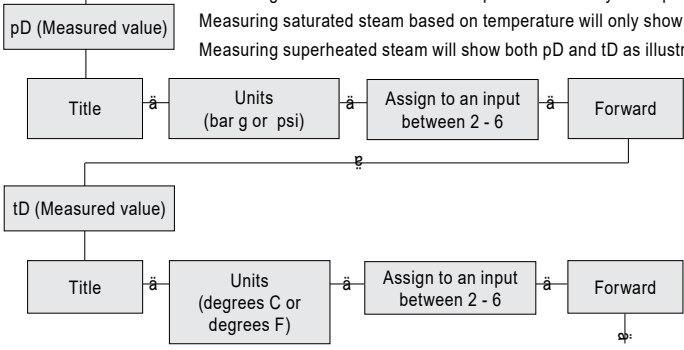 pD (Measured value)
Measuring saturated steam based on temperature will only show
Measuring superheated steam will show both pD and tD as illustr
Title
ä
Units
(bar g or psi)
ä
Assign to an input
between 2 - 6
ä
Forward
ä
tD (Measured value)
Title
ä
Units
(degrees C or
degrees F)
ä
Assign to an input
between 2 - 6
ä
Forward
ä